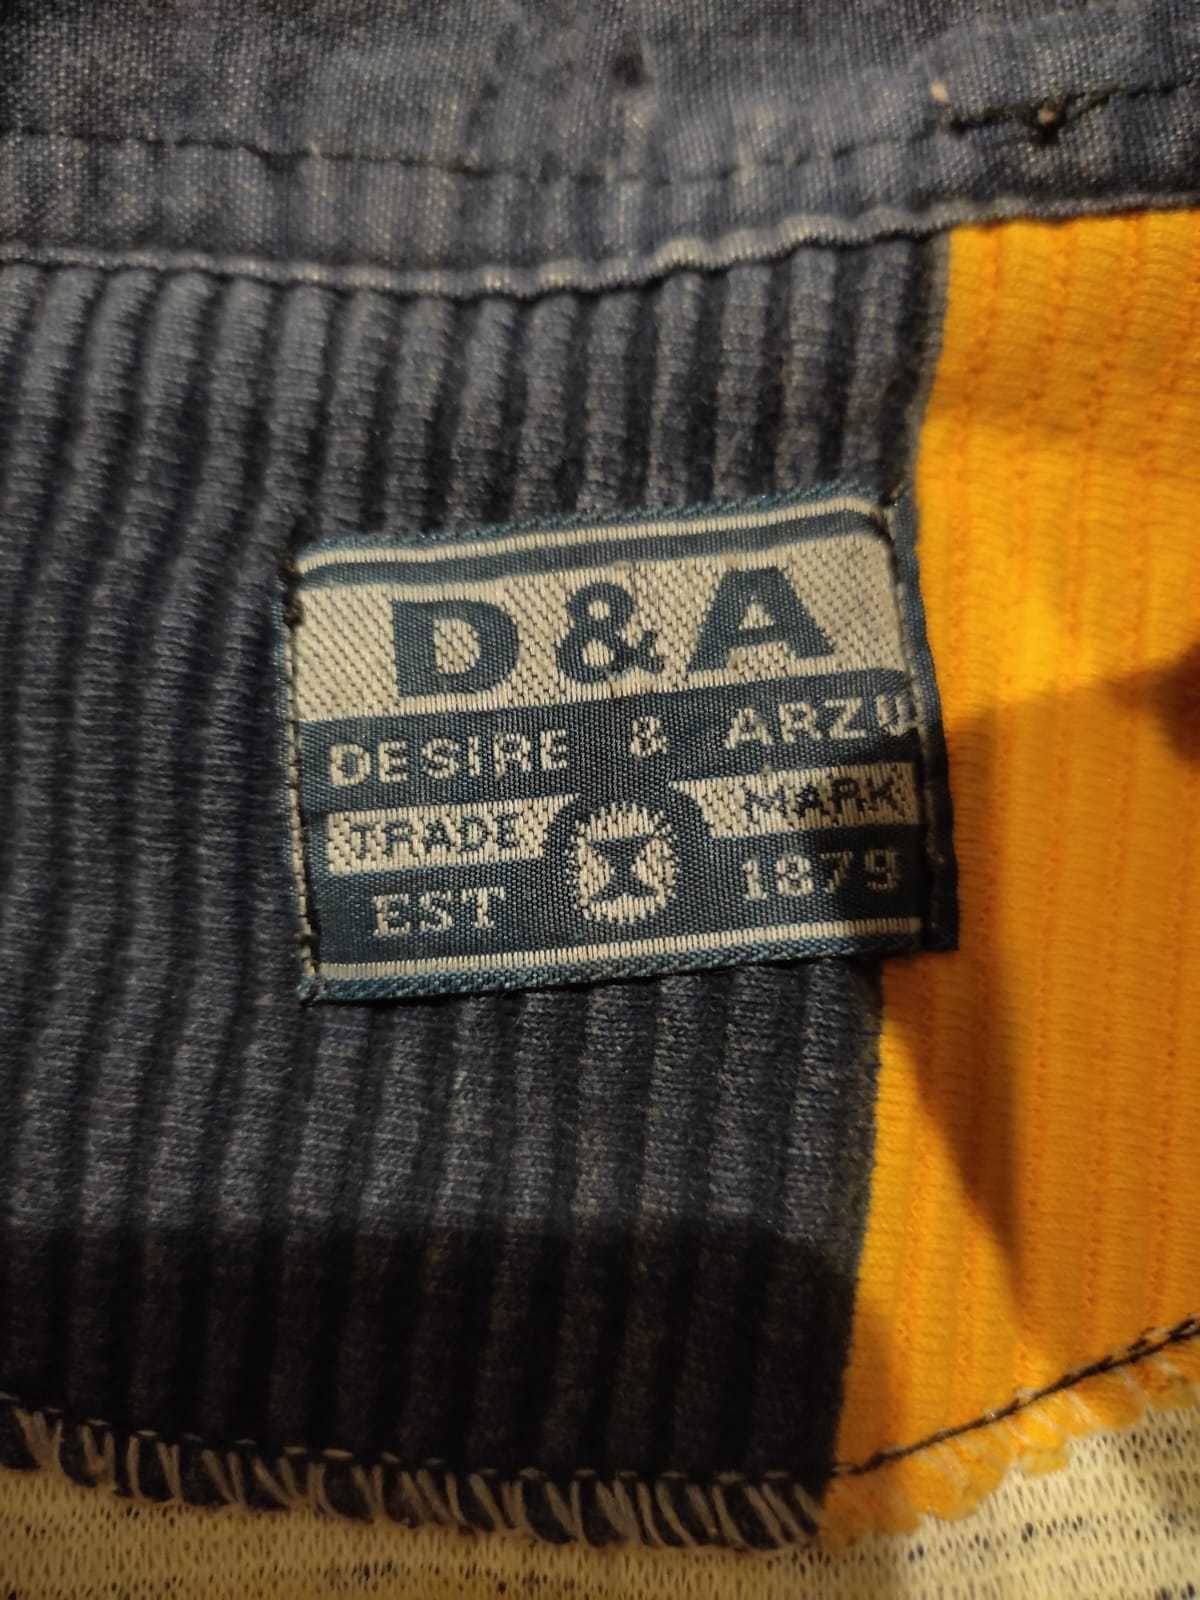 D&A
DESIRE & ARZU
TRADE MARK
EST 1879